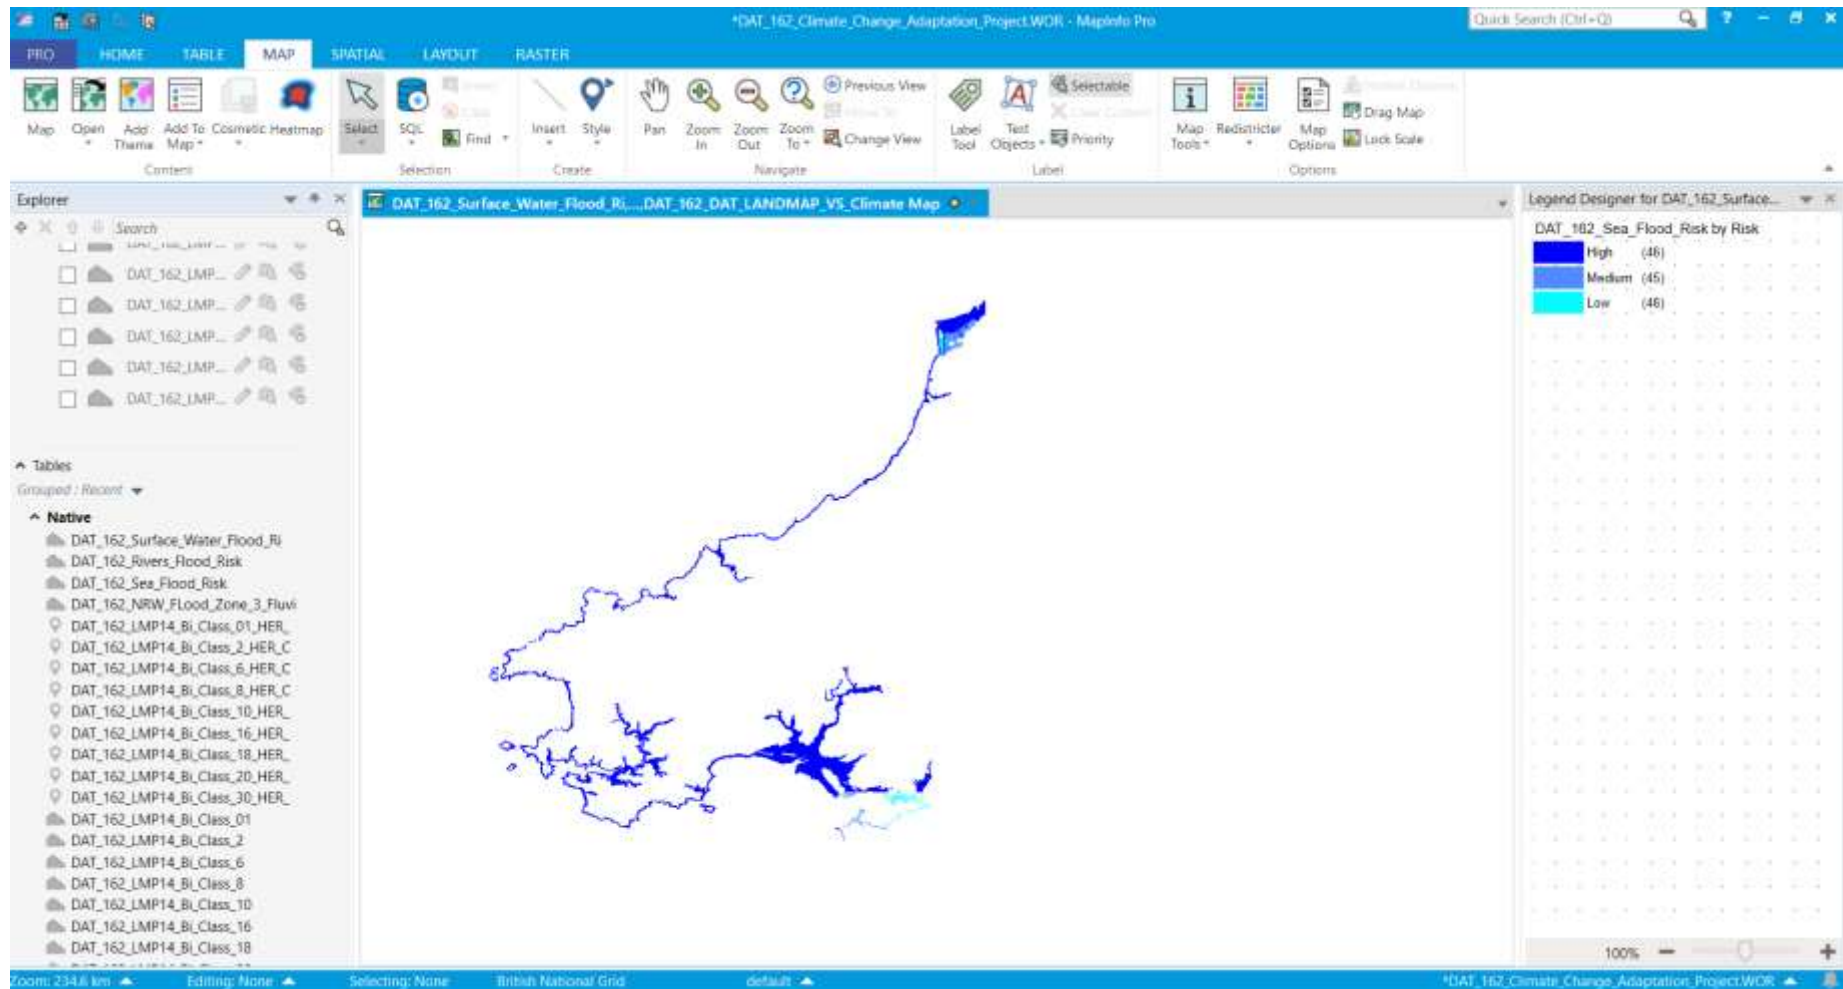 *DAT_162_Climate_Change_Adaptation_Project.WOR - MapInfo Pro
Quick Search (Ctrl+Q)
PRO HOME TABLE MAP SPATIAL LAYOUT RASTER
Map Open Add Theme Add To Map Cosmetic Heatmap
Content
Select SQL Find
Selection
Insert Style
Create
Pan Zoom In Zoom Out Zoom To Previous View Change View
Navigate
Label Tool Text Objects Selectable Priority
Label
Map Tools Redistricter Map Options Drag Map Lock Scale
Options
Explorer
Search
DAT_162_LMP...
DAT_162_LMP...
DAT_162_LMP...
DAT_162_LMP...
DAT_162_LMP...
Tables
Grouped : Recent
Native
DAT_162_Surface_Water_Flood_Ri
DAT_162_Rivers_Flood_Risk
DAT_162_Sea_Flood_Risk
DAT_162_NRW_FLood_Zone_3_Fluvi
DAT_162_LMP14_Bi_Class_01_HER_
DAT_162_LMP14_Bi_Class_2_HER_C
DAT_162_LMP14_Bi_Class_6_HER_C
DAT_162_LMP14_Bi_Class_8_HER_C
DAT_162_LMP14_Bi_Class_10_HER_
DAT_162_LMP14_Bi_Class_16_HER_
DAT_162_LMP14_Bi_Class_18_HER_
DAT_162_LMP14_Bi_Class_20_HER_
DAT_162_LMP14_Bi_Class_30_HER_
DAT_162_LMP14_Bi_Class_01
DAT_162_LMP14_Bi_Class_2
DAT_162_LMP14_Bi_Class_6
DAT_162_LMP14_Bi_Class_8
DAT_162_LMP14_Bi_Class_10
DAT_162_LMP14_Bi_Class_16
DAT_162_LMP14_Bi_Class_18
DAT_162_Surface_Water_Flood_Ri,...,DAT_162_DAT_LANDMAP_VS_Climate Map
Legend Designer for DAT_162_Surface...
DAT_162_Sea_Flood_Risk by Risk
High (46)
Medium (45)
Low (46)
100%
Zoom: 234.6 km Editing: None Selecting: None British National Grid default *DAT_162_Climate_Change_Adaptation_Project.WOR